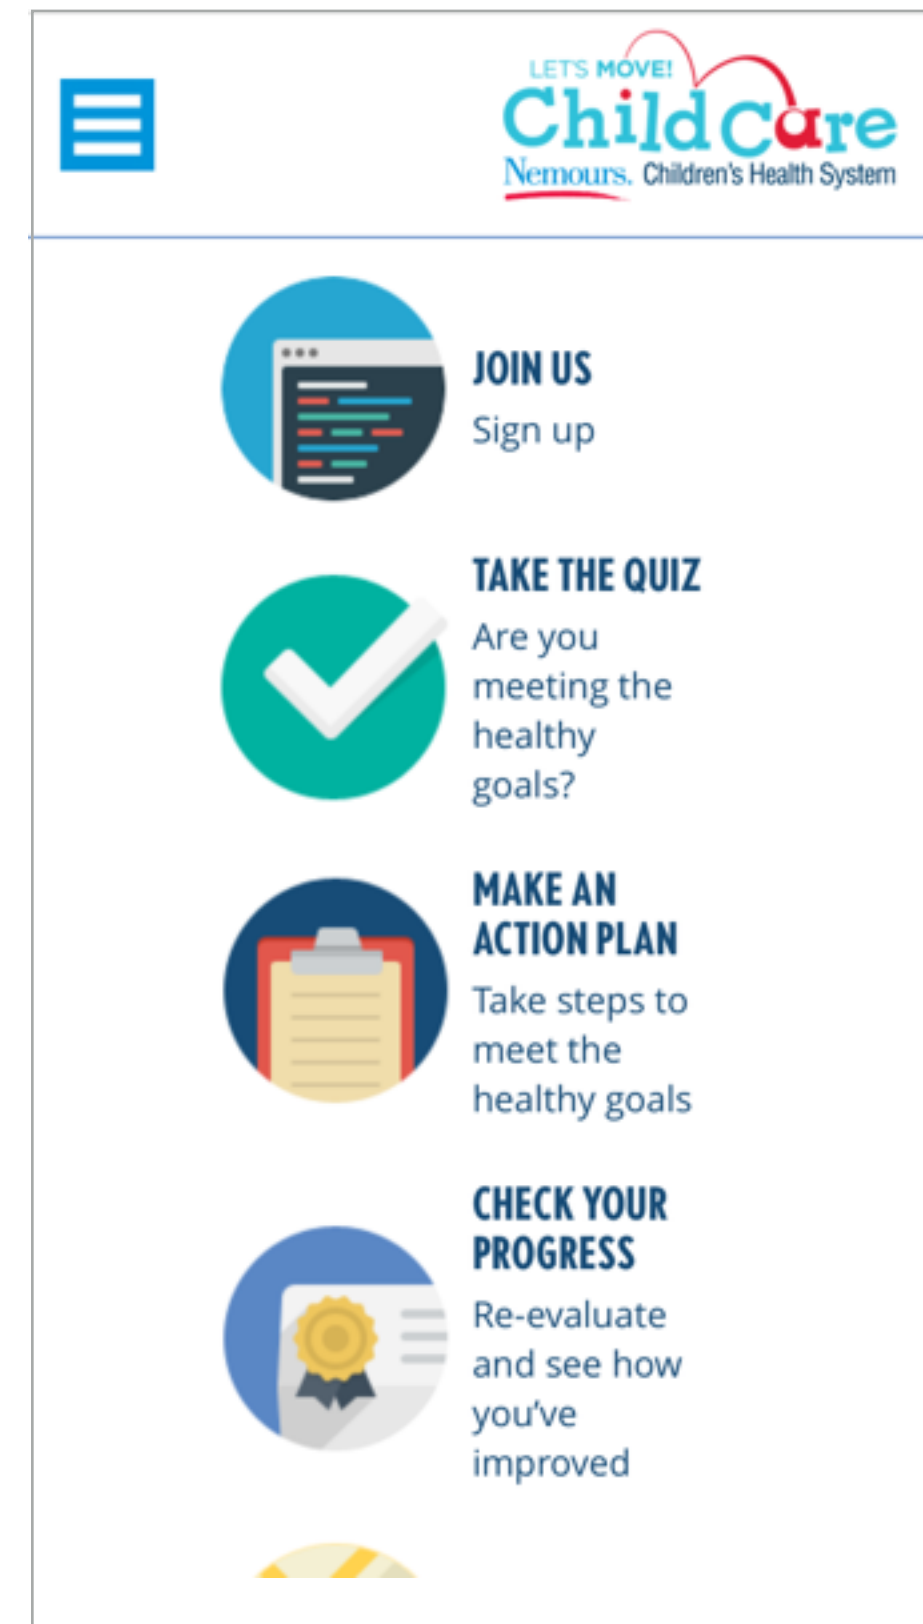 LET'S MOVE!
Child Care
Nemours. Children's Health System
JOIN US
Sign up
TAKE THE QUIZ
Are you
meeting the
healthy
goals?
MAKE AN
ACTION PLAN
Take steps to
meet the
healthy goals
CHECK YOUR
PROGRESS
Re-evaluate
and see how
you've
improved